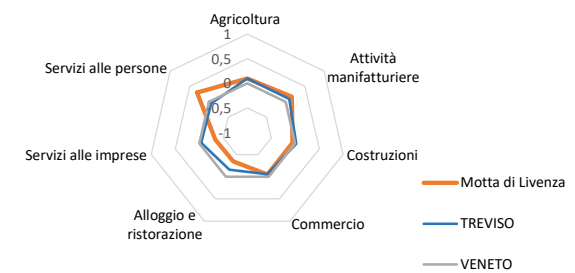 Agricoltura
1
0,5
0
0,5
-1
Attività
manifatturiere
Costruzioni
Commercio
Alloggio e
ristorazione
Servizi alle imprese
Servizi alle persone
Motta di Livenza
TREVISO
VENETO